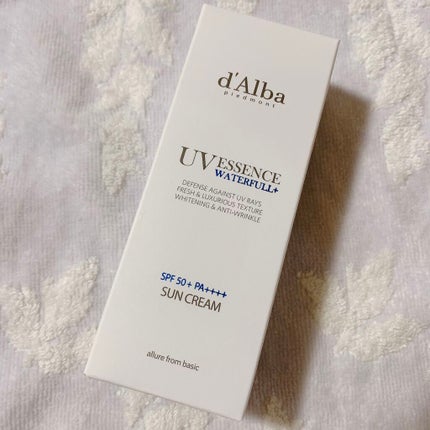 d'Alba
piedmont
UV ESSENCE
WATERFULL+
DEFENSE AGAINST UV RAYS
FRESH & LUXURIOUS TEXTURE
WHITENING & ANTI-WRINKLE
SPF 50+ PA++++
SUN CREAM
allure from basic